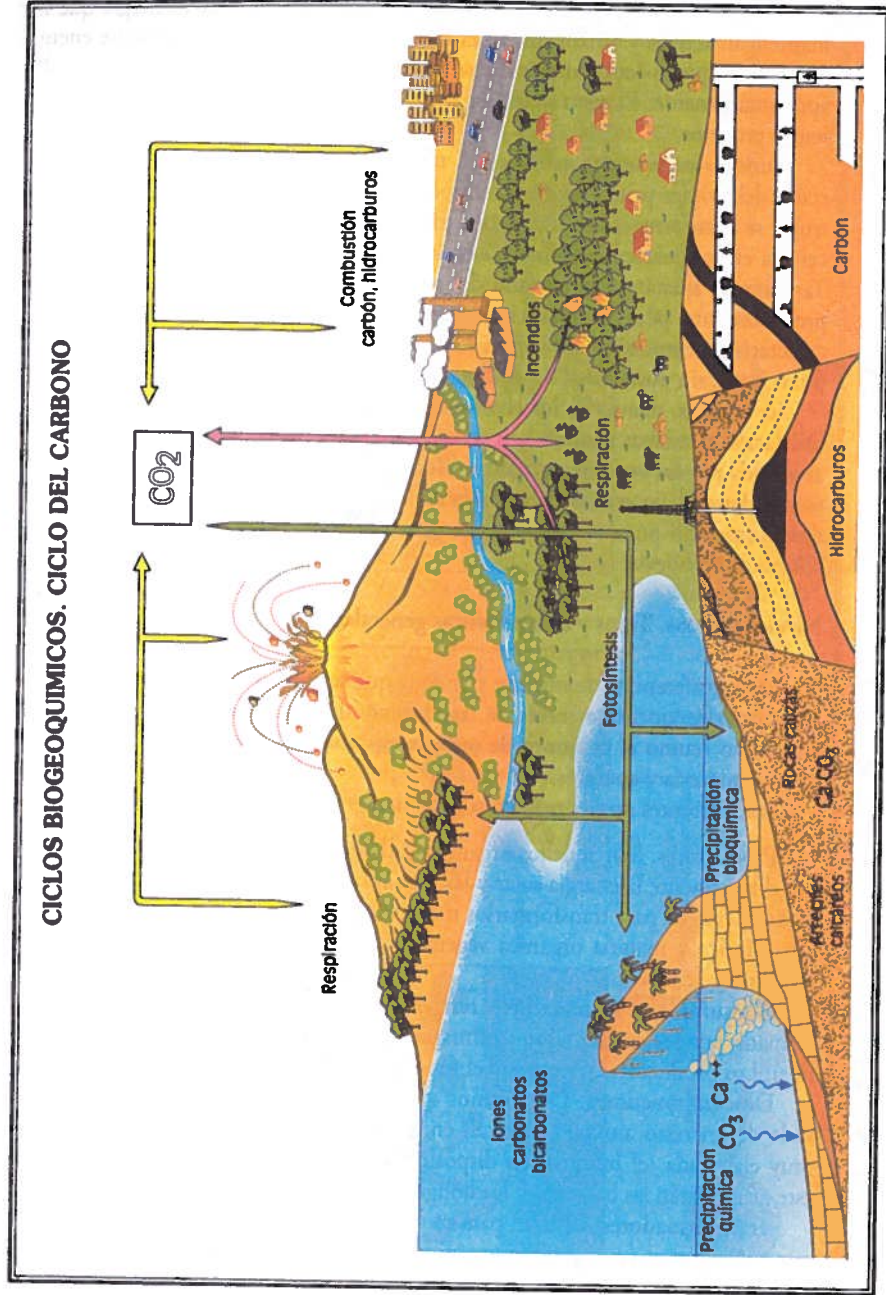 CICLOS BIOGEOQUIMICOS. CICLO DEL CARBONO
CO2
Respiración
Combustión
carbón, hidrocarburos
Incendios
Respiración
Fotosíntesis
Iones
carbonatos
bicarbonatos
Precipitación
química
CO3 Ca++
Precipitación
bioquímica
Arrecifes
calcáreos
Rocas calizas
Ca CO3
Hidrocarburos
Carbón